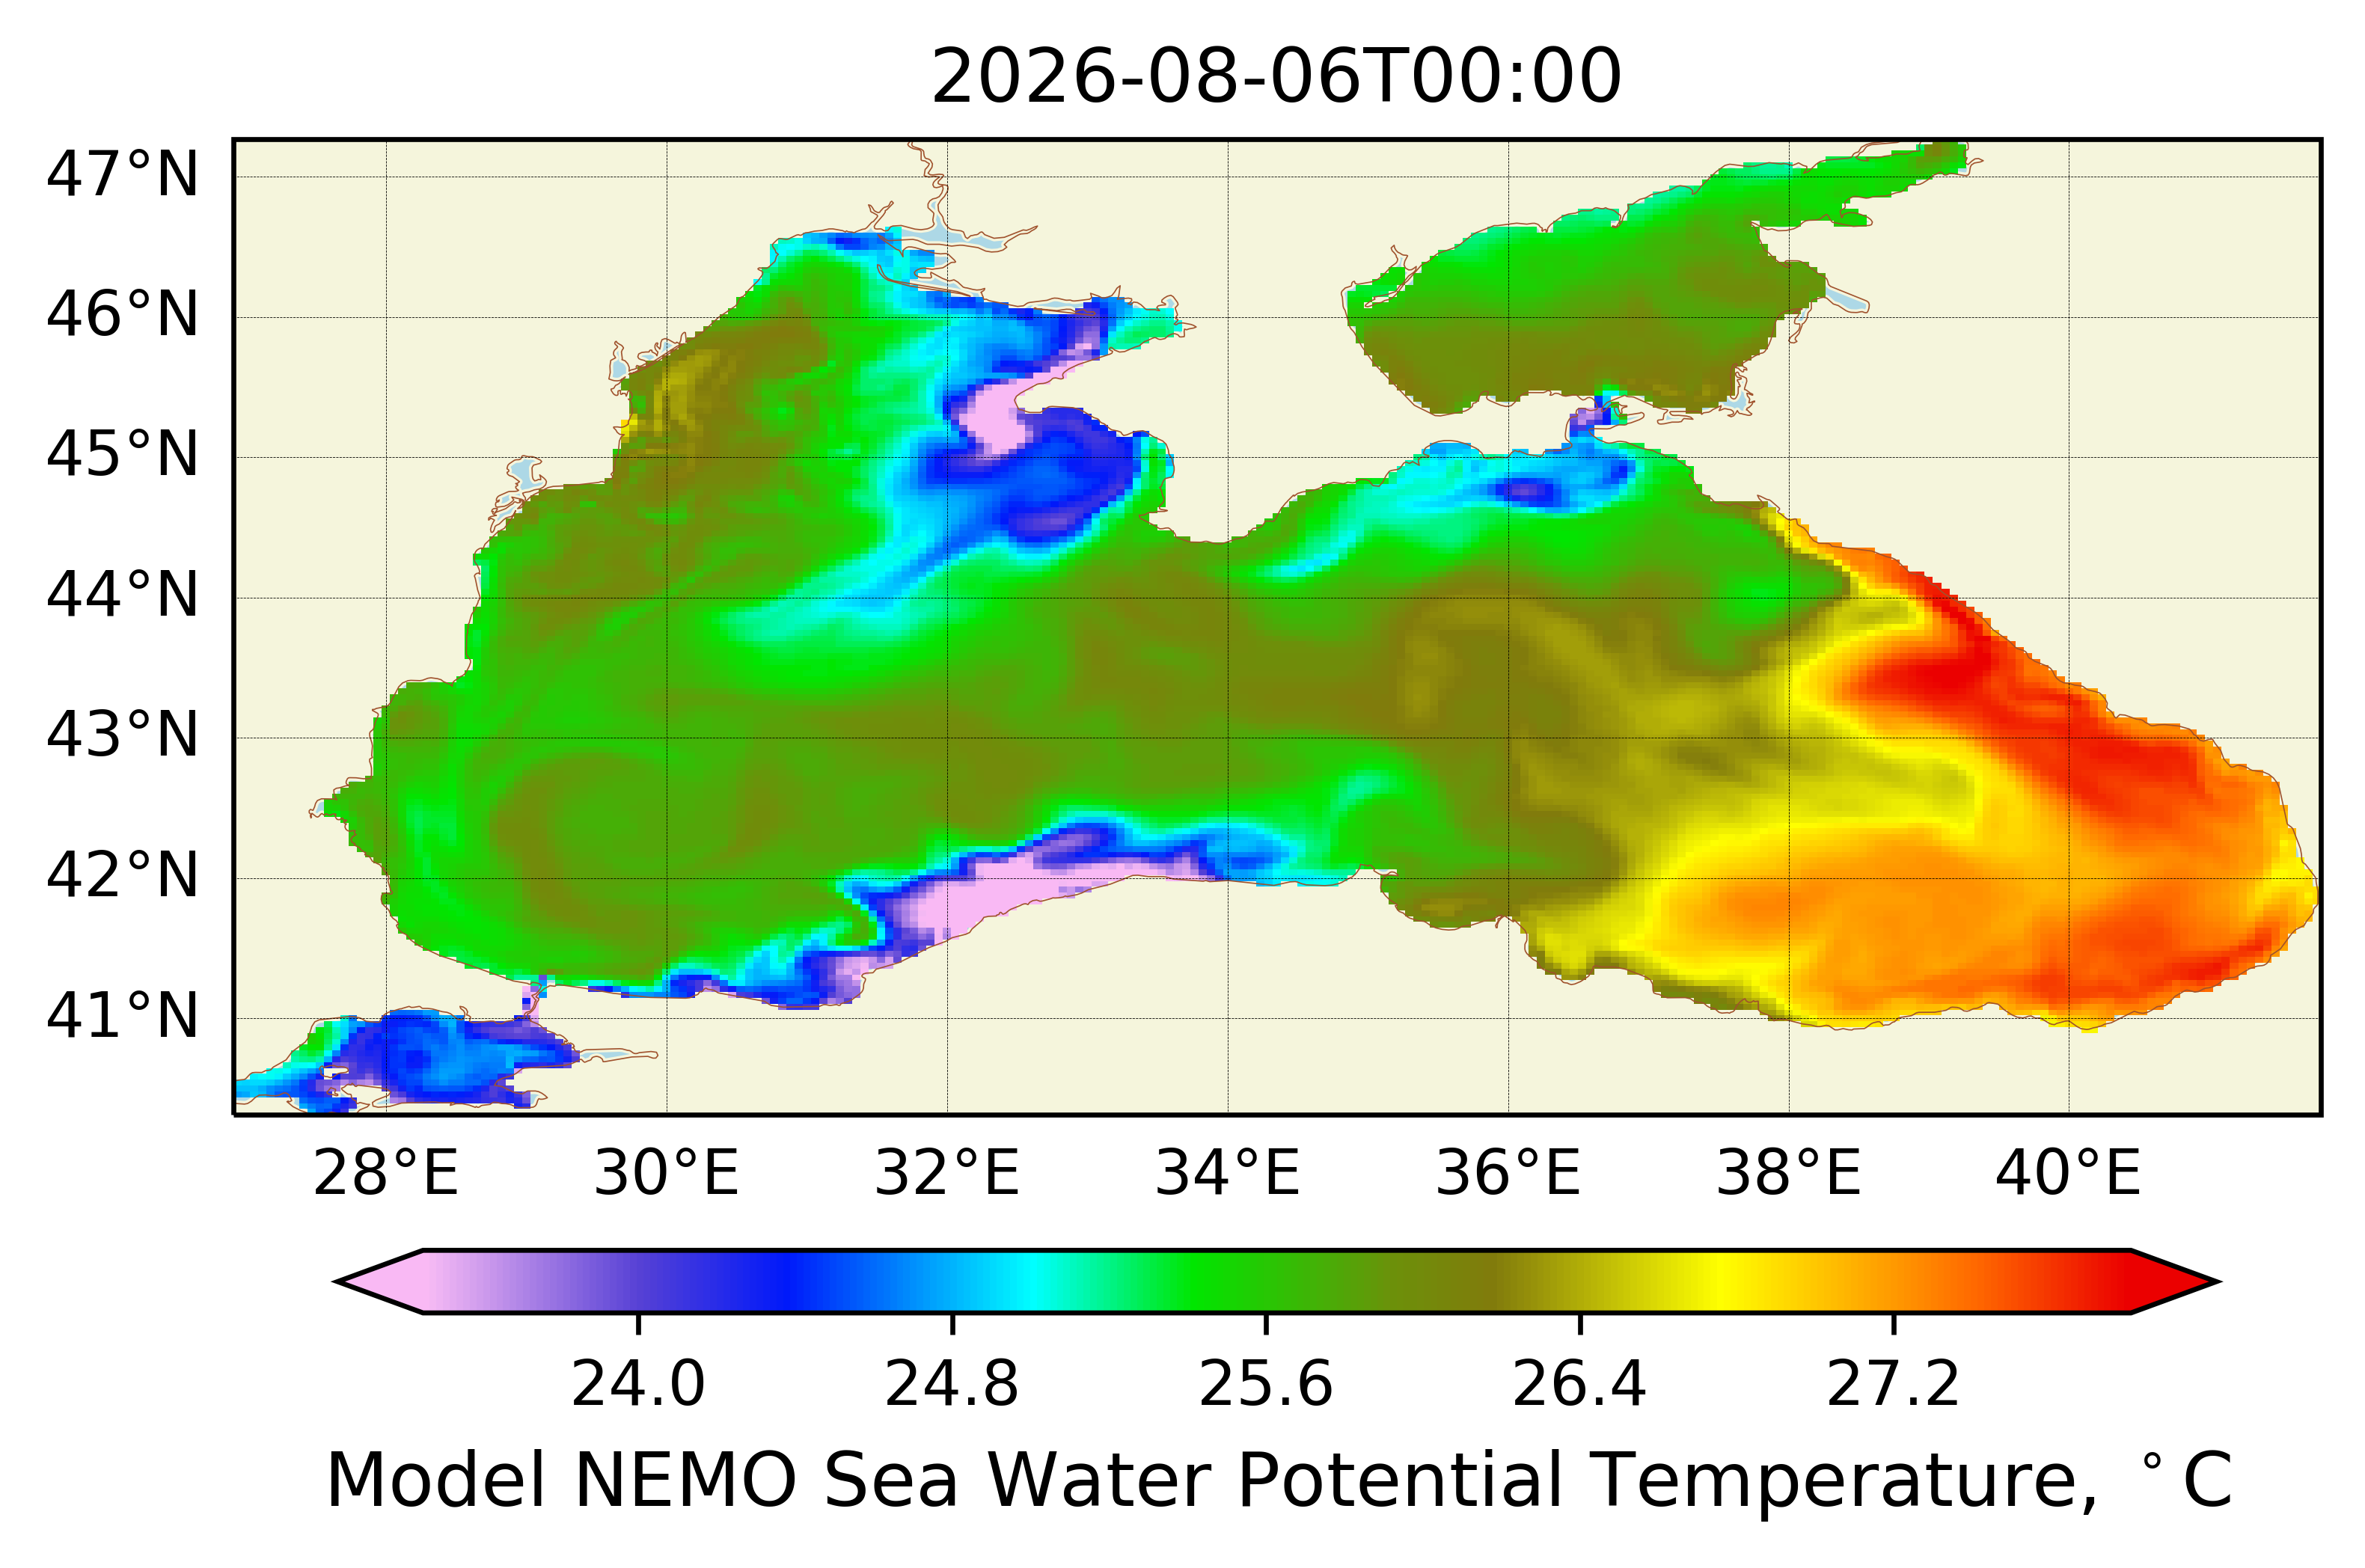 2026-08-06T00:00
47°N
46°N
45°N
44°N
43°N
42°N
41°N
28°E 30°E 32°E 34°E 36°E 38°E 40°E
24.0 24.8 25.6 26.4 27.2
Model NEMO Sea Water Potential Temperature, °C